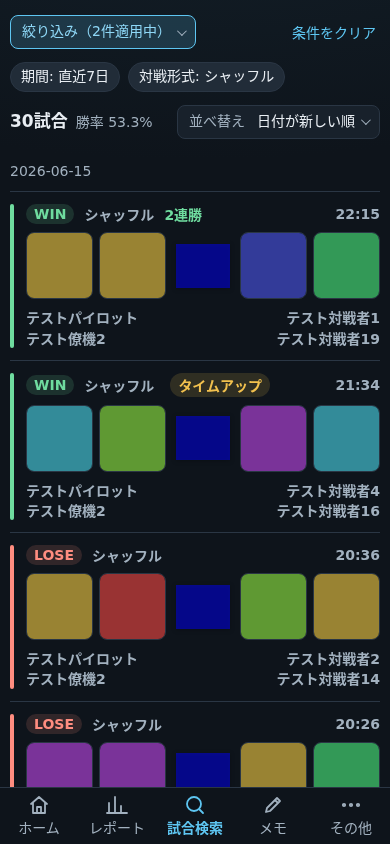 絞り込み（2件適用中） 条件をクリア
期間: 直近7日 対戦形式: シャッフル
30試合 勝率 53.3% 並べ替え 日付が新しい順
2026-06-15
WIN シャッフル 2連勝 22:15
テストパイロット テスト対戦者1
テスト僚機2 テスト対戦者19
WIN シャッフル タイムアップ 21:34
テストパイロット テスト対戦者4
テスト僚機2 テスト対戦者16
LOSE シャッフル 20:36
テストパイロット テスト対戦者2
テスト僚機2 テスト対戦者14
LOSE シャッフル 20:26
ホーム レポート 試合検索 メモ その他